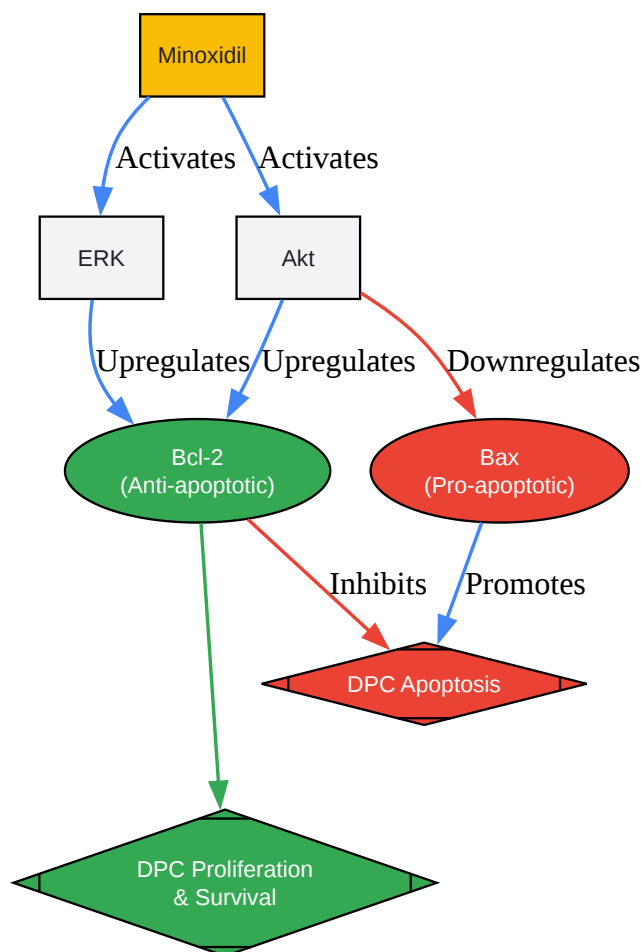 Minoxidil
Activates
Activates
ERK
Akt
Upregulates
Upregulates
Downregulates
Bcl-2
(Anti-apoptotic)
Bax
(Pro-apoptotic)
Inhibits
Promotes
DPC Apoptosis
DPC Proliferation
& Survival